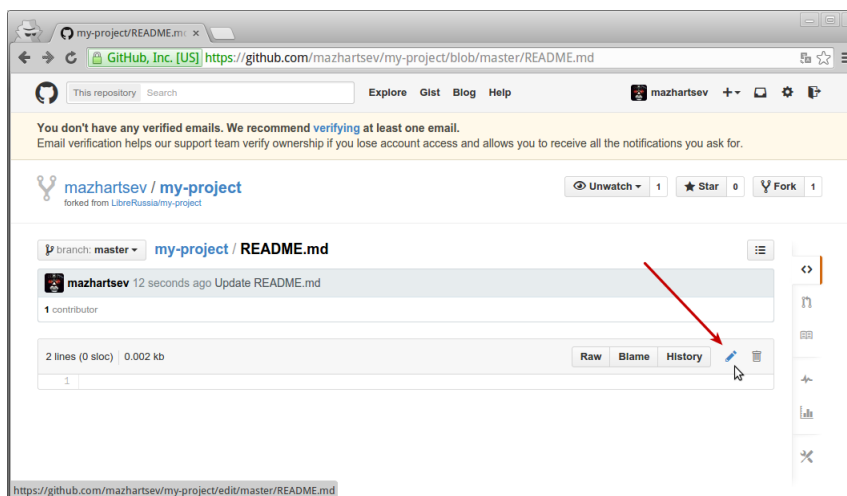 my-project/README.m
GitHub, Inc. [US] https://github.com/mazhartsev/my-project/blob/master/README.md
This repository Search Explore Gist Blog Help mazhartsev
You don't have any verified emails. We recommend verifying at least one email.
Email verification helps our support team verify ownership if you lose account access and allows you to receive all the notifications you ask for.
mazhartsev / my-project Unwatch 1 Star 0 Fork 1
forked from LibreRussia/my-project
branch: master my-project / README.md
mazhartsev 12 seconds ago Update README.md
1 contributor
2 lines (0 sloc) 0.002 kb Raw Blame History
1
https://github.com/mazhartsev/my-project/edit/master/README.md